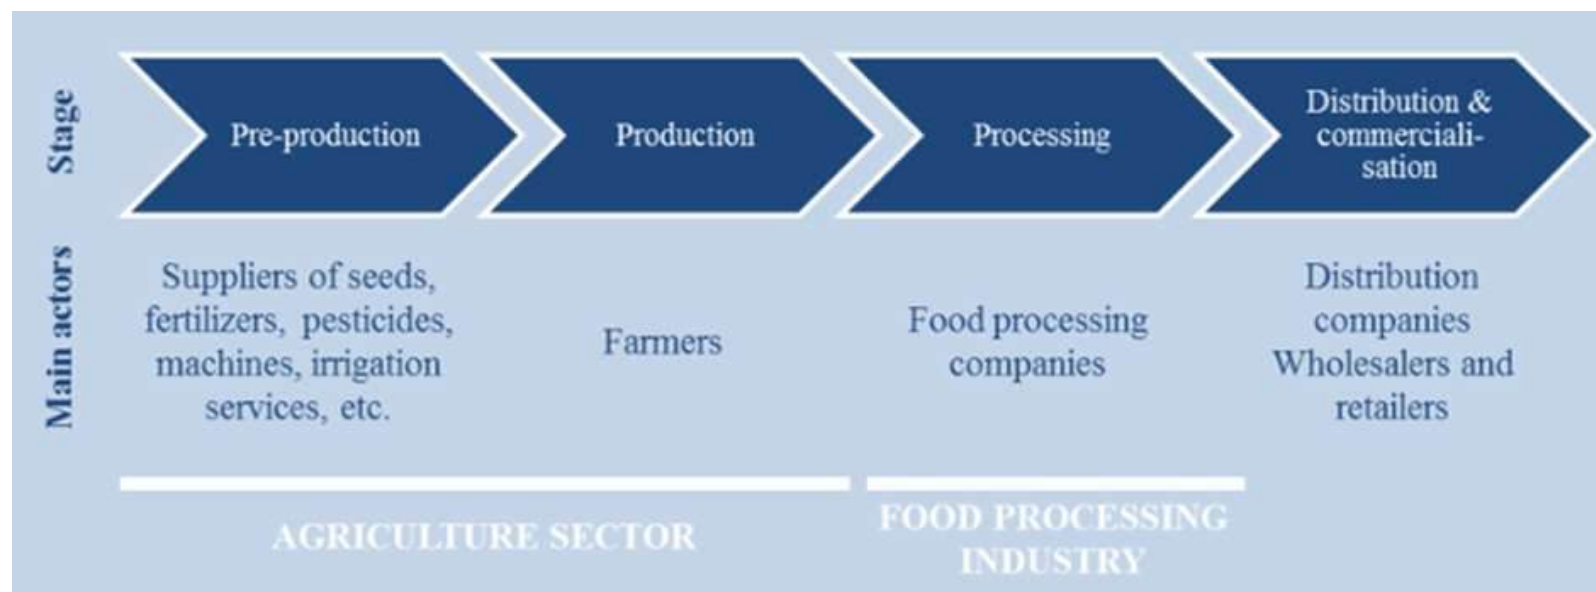 Stage
Pre-production
Production
Processing
Distribution &
commerciali-
sation
Main actors
Suppliers of seeds,
fertilizers, pesticides,
machines, irrigation
services, etc.
Farmers
Food processing
companies
Distribution
companies
Wholesalers and
retailers
AGRICULTURE SECTOR
FOOD PROCESSING
INDUSTRY